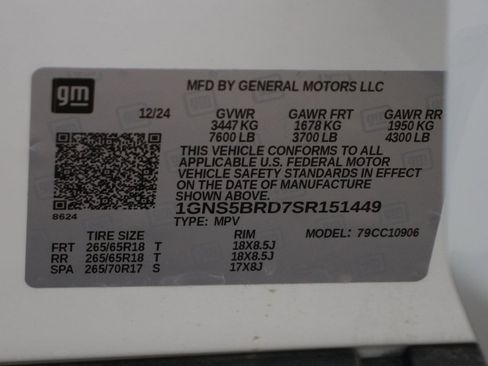 gm
MFD BY GENERAL MOTORS LLC
12/24 GVWR GAWR FRT GAWR RR
3447 KG 1678 KG 1950 KG
7600 LB 3700 LB 4300 LB
THIS VEHICLE CONFORMS TO ALL
APPLICABLE U.S. FEDERAL MOTOR
VEHICLE SAFETY STANDARDS IN EFFECT
ON THE DATE OF MANUFACTURE
SHOWN ABOVE.
8624
1GNS5BRD7SR151449
TYPE: MPV MODEL: 79CC10906
TIRE SIZE RIM
FRT 265/65R18 T 18X8.5J
RR 265/65R18 T 18X8.5J
SPA 265/70R17 S 17X8J